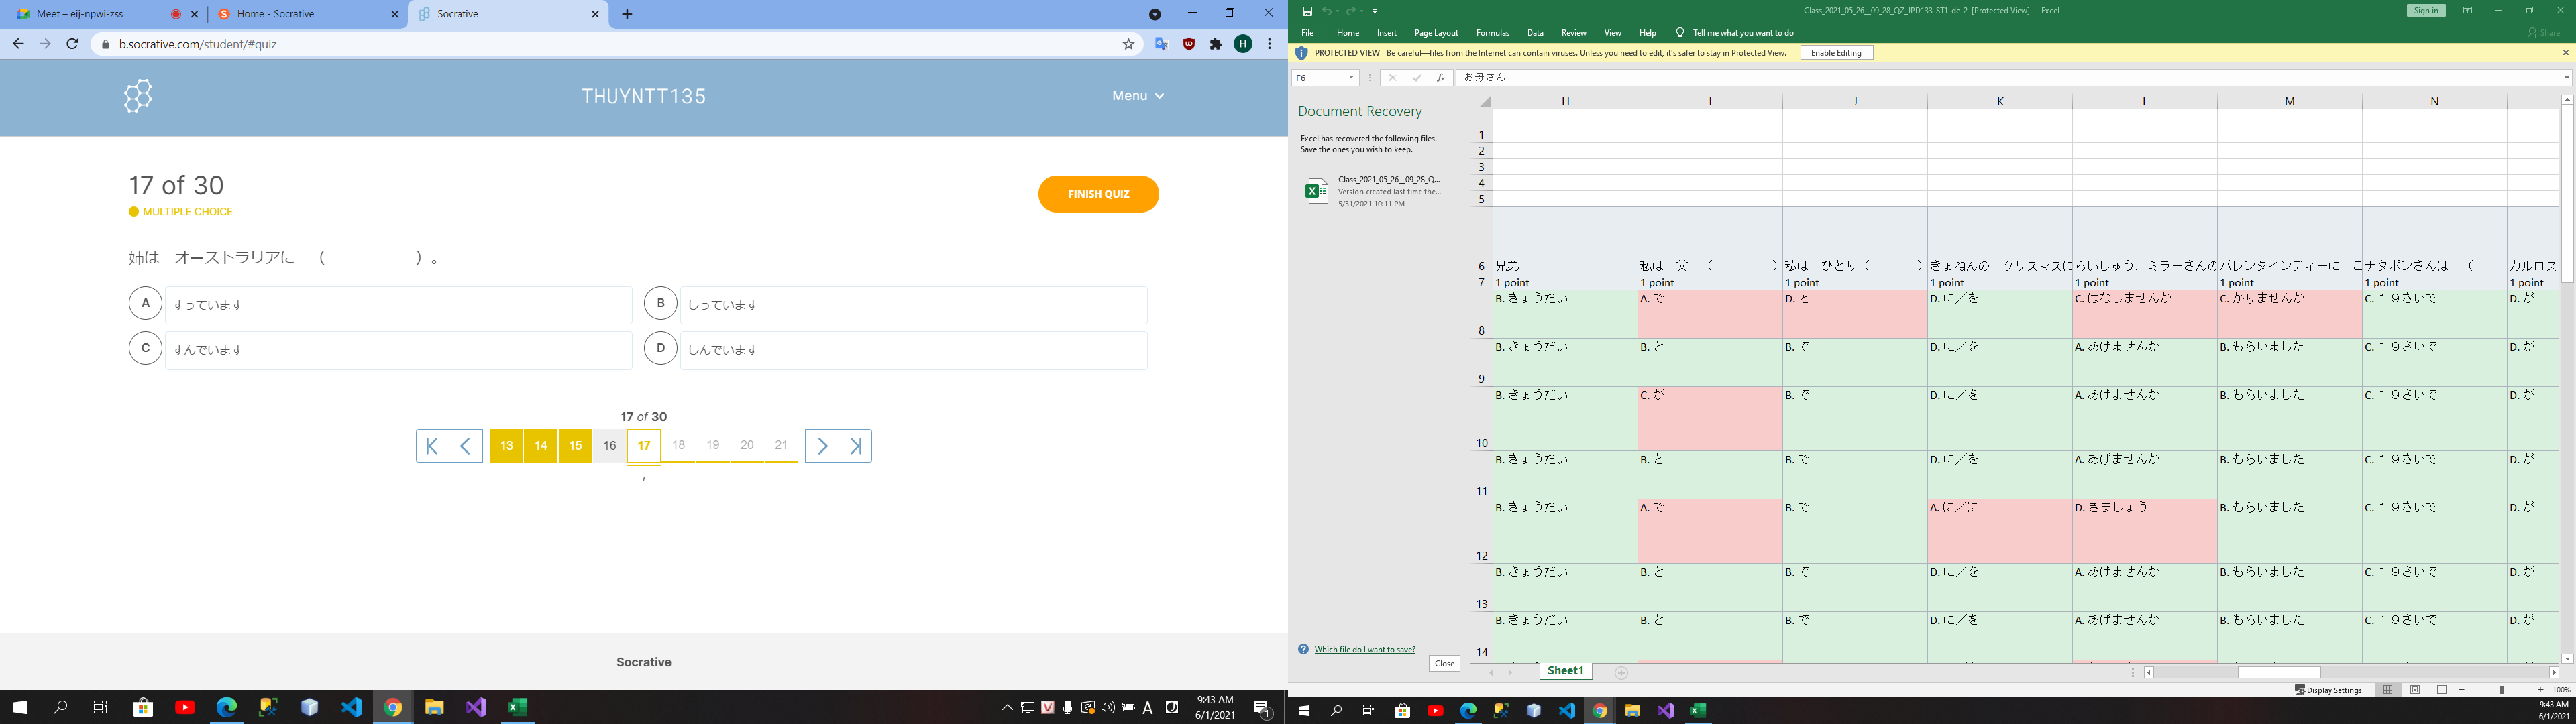 Meet – eij-npwi-zss
Home - Socrative
Socrative
b.socrative.com/student/#quiz
H
THUYNTT135
Menu
17 of 30
MULTIPLE CHOICE
FINISH QUIZ
姉は　オーストラリアに　（　　　　　　）。
A すっています
B しっています
C すんでいます
D しんでいます
17 of 30
13 14 15 16 17 18 19 20 21
,
Socrative
9:43 AM
6/1/2021
Class_2021_05_26__09_28_QZ_JPD133-ST1-de-2 [Protected View] - Excel
Sign in
File Home Insert Page Layout Formulas Data Review View Help Tell me what you want to do
Share
PROTECTED VIEW Be careful—files from the Internet can contain viruses. Unless you need to edit, it's safer to stay in Protected View. Enable Editing
F6 fx お母さん
Document Recovery
Excel has recovered the following files.
Save the ones you wish to keep.
Class_2021_05_26__09_28_Q...
Version created last time the...
5/31/2021 10:11 PM
Which file do I want to save?
Close
H I J K L M N
1
2
3
4
5
6 兄弟 私は　父　（　　　　　） 私は　ひとり（　　　　） きょねんの　クリスマスに らいしゅう、ミラーさんの バレンタインディーに　こ ナタポンさんは　（ カルロス
7 1 point 1 point 1 point 1 point 1 point 1 point 1 point 1 point
8 B. きょうだい A. で D. と D. に／を C. はなしませんか C. かりませんか C. １９さいで D. が
9 B. きょうだい B. と B. で D. に／を A. あげませんか B. もらいました C. １９さいで D. が
10 B. きょうだい C. が B. で D. に／を A. あげませんか B. もらいました C. １９さいで D. が
11 B. きょうだい B. と B. で D. に／を A. あげませんか B. もらいました C. １９さいで D. が
12 B. きょうだい A. で B. で A. に／に D. きましょう B. もらいました C. １９さいで D. が
13 B. きょうだい B. と B. で D. に／を A. あげませんか B. もらいました C. １９さいで D. が
14 B. きょうだい B. と B. で D. に／を A. あげませんか B. もらいました C. １９さいで D. が
Sheet1
Display Settings
100%
9:43 AM
6/1/2021